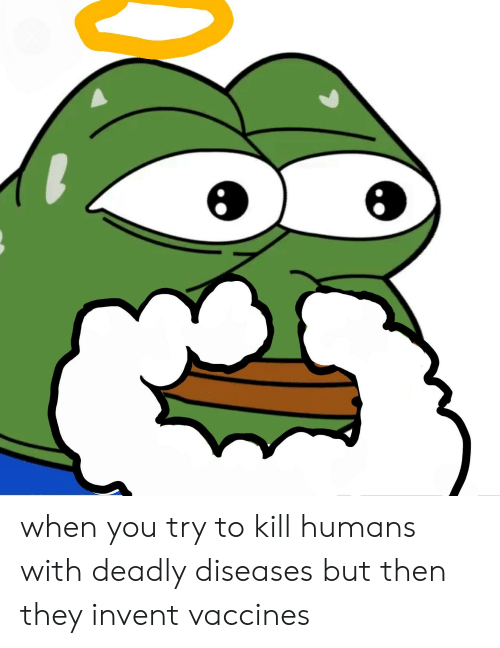 when you try to kill humans
with deadly diseases but then
they invent vaccines